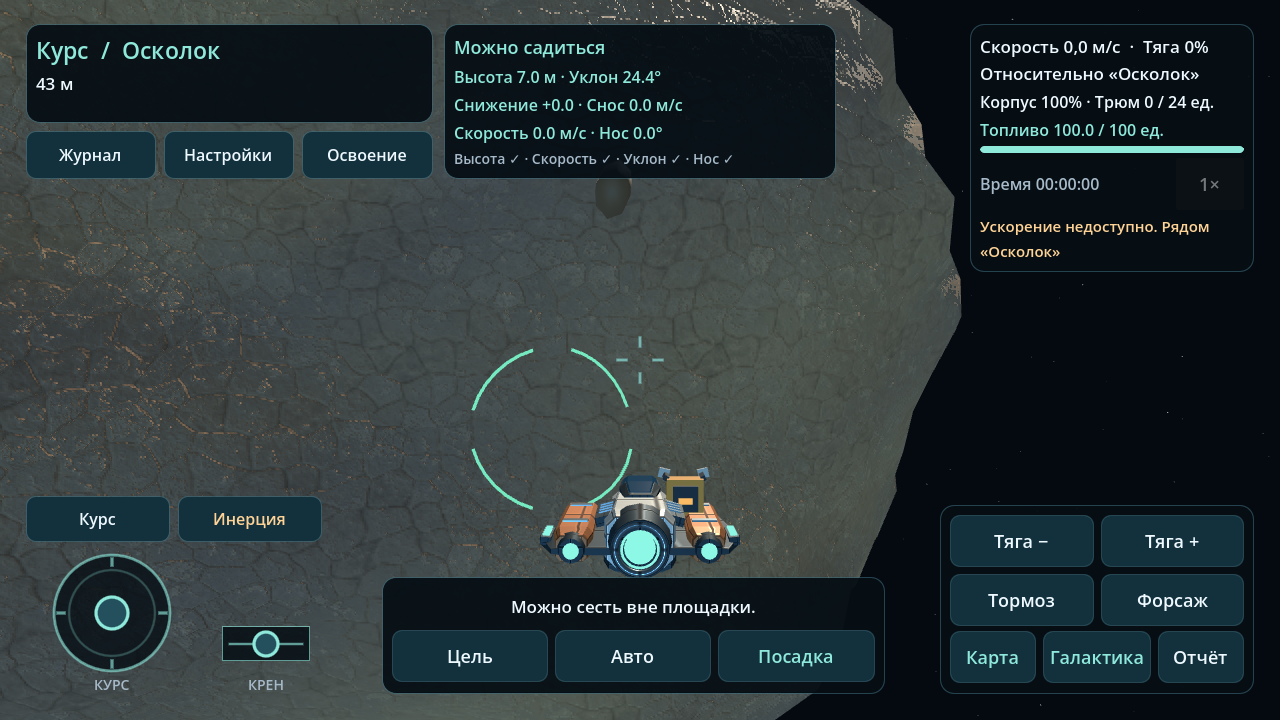 Курс / Осколок
43 м
Журнал
Настройки
Освоение
Можно садиться
Высота 7.0 м · Уклон 24.4°
Снижение +0.0 · Снос 0.0 м/с
Скорость 0.0 м/с · Нос 0.0°
Высота ✓ · Скорость ✓ · Уклон ✓ · Нос ✓
Скорость 0,0 м/с · Тяга 0%
Относительно «Осколок»
Корпус 100% · Трюм 0 / 24 ед.
Топливо 100.0 / 100 ед.
Время 00:00:00
1×
Ускорение недоступно. Рядом
«Осколок»
Курс
Инерция
КУРС
КРЕН
Можно сесть вне площадки.
Цель
Авто
Посадка
Тяга −
Тяга +
Тормоз
Форсаж
Карта
Галактика
Отчёт